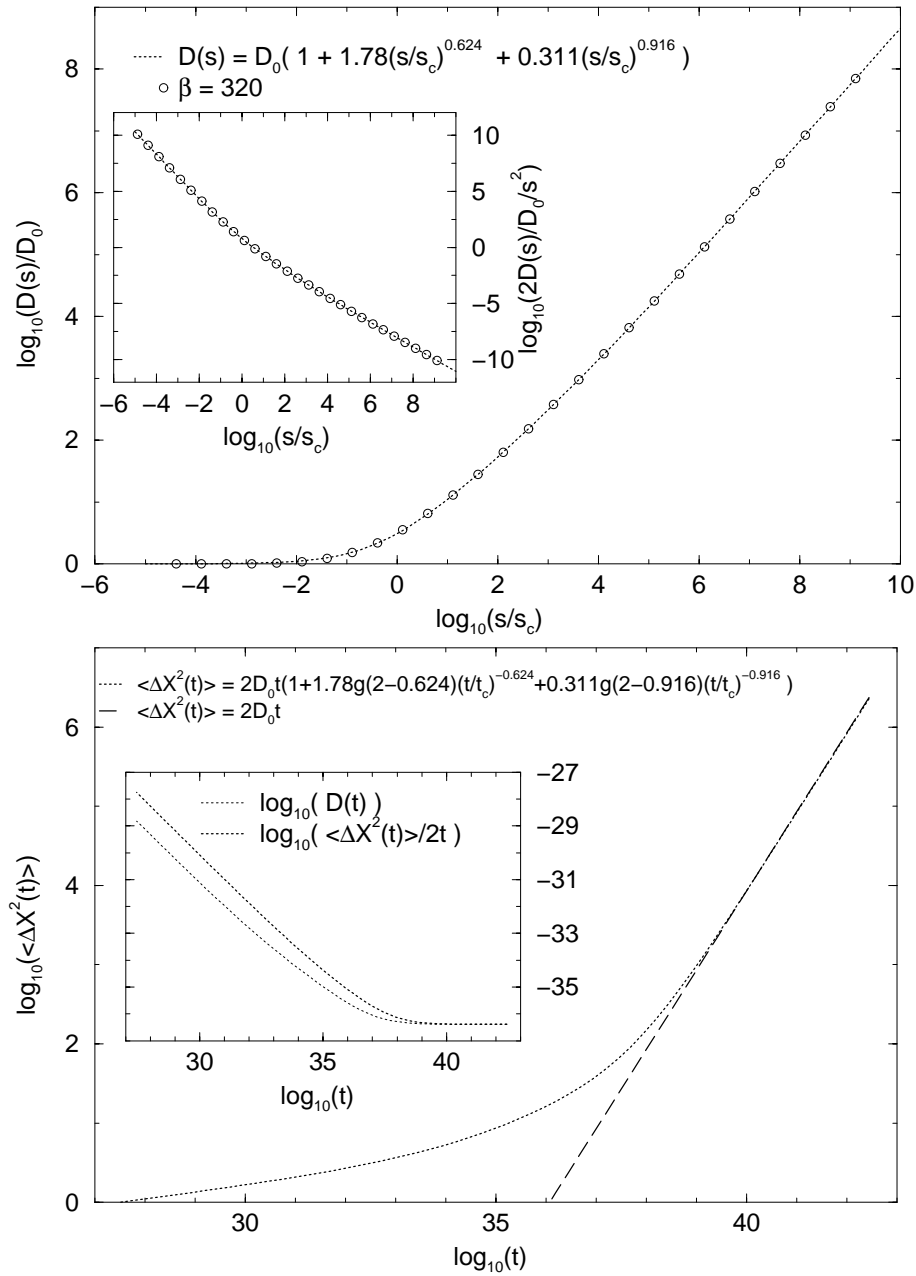 D(s) = D₀( 1 + 1.78(s/s_c)^0.624 + 0.311(s/s_c)^0.916 )
β = 320
log₁₀(D(s)/D₀)
8
6
4
2
0
−6 −4 −2 0 2 4 6 8 10
log₁₀(s/s_c)
10
5
0
−5
−10
log₁₀(2D(s)/D₀/s²)
−6 −4 −2 0 2 4 6 8
log₁₀(s/s_c)
<ΔX²(t)> = 2D₀t(1+1.78g(2−0.624)(t/t_c)^−0.624+0.311g(2−0.916)(t/t_c)^−0.916 )
<ΔX²(t)> = 2D₀t
log₁₀(<ΔX²(t)>)
6
4
2
0
30 35 40
log₁₀(t)
log₁₀( D(t) )
log₁₀( <ΔX²(t)>/2t )
−27
−29
−31
−33
−35
30 35 40
log₁₀(t)